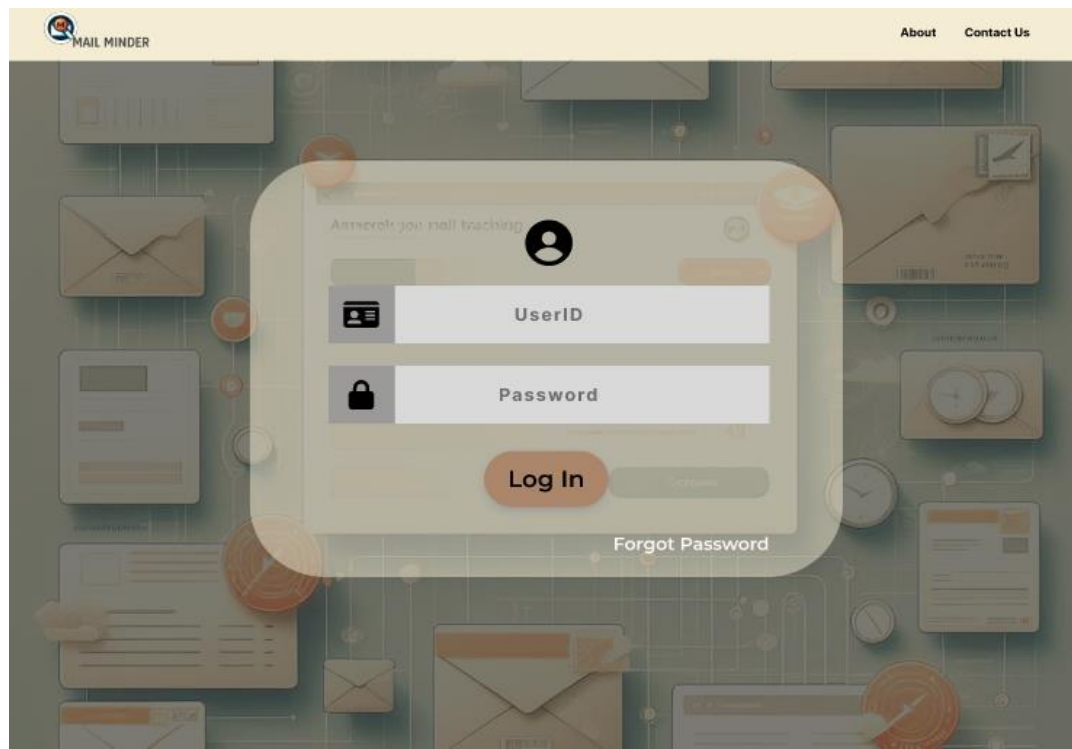 MAIL MINDER
About Contact Us
UserID
Password
Log In
Forgot Password